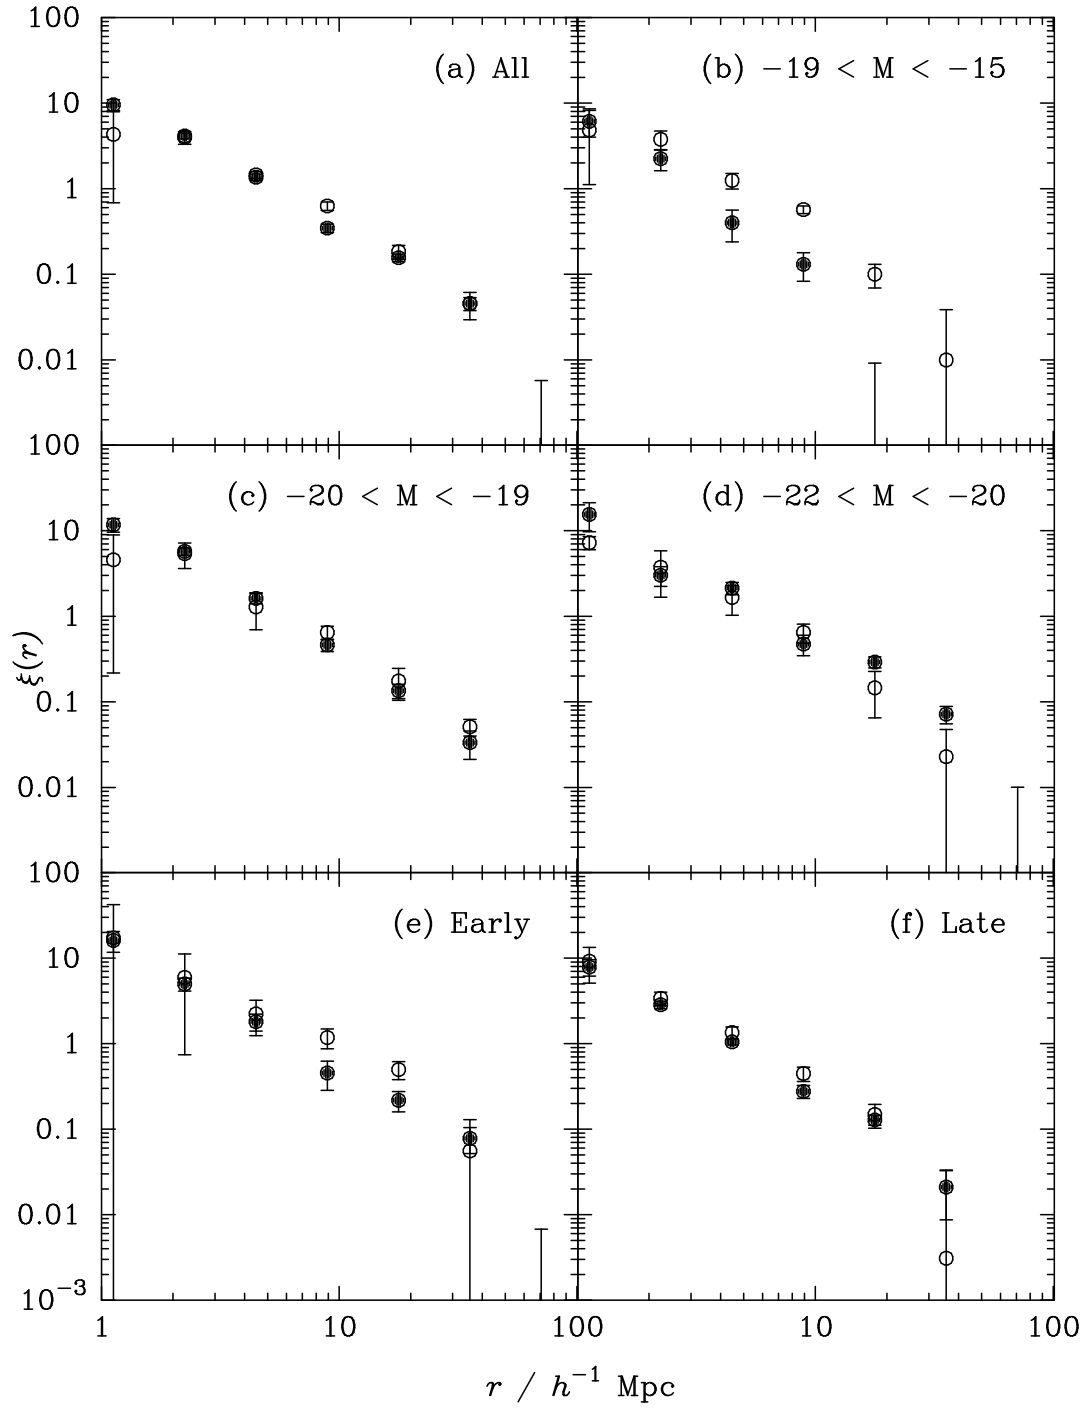 100
(a) All
(b) −19 < M < −15
10
1
0.1
0.01
100
(c) −20 < M < −19
(d) −22 < M < −20
10
1
ξ(r)
0.1
0.01
100
(e) Early
(f) Late
10
1
0.1
0.01
10⁻³
1 10 100 10 100
r / h⁻¹ Mpc